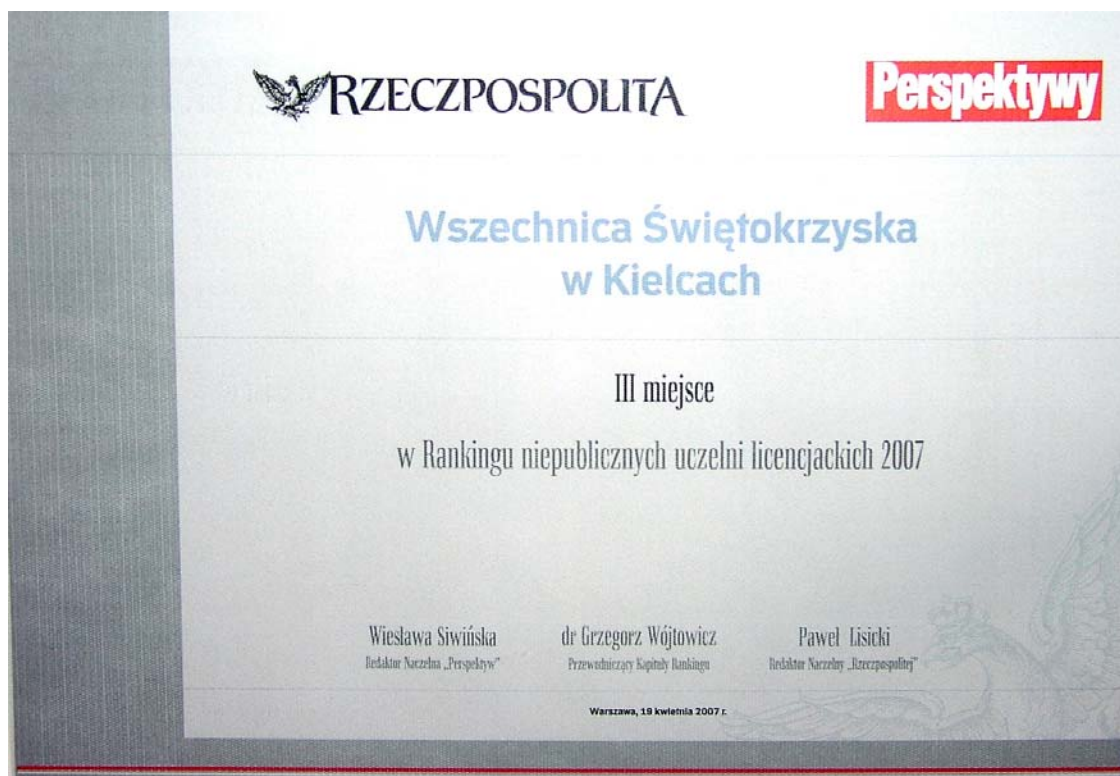 RZECZPOSPOLITA
Perspektywy
Wszechnica Świętokrzyska
w Kielcach
III miejsce
w Rankingu niepublicznych uczelni licencjackich 2007
Wiesława Siwińska
Redaktor Naczelna „Perspektyw”
dr Grzegorz Wójtowicz
Przewodniczący Kapituły Rankingu
Paweł Lisicki
Redaktor Naczelny „Rzeczpospolitej”
Warszawa, 19 kwietnia 2007 r.